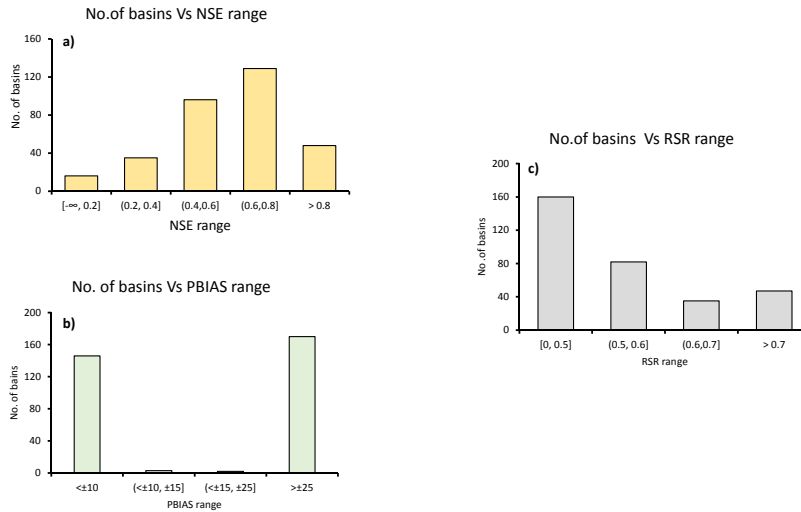 No.of basins Vs NSE range
a)
160
120
80
40
0
No. of basins
[-∞, 0.2]
(0.2, 0.4]
(0.4,0.6]
(0.6,0.8]
> 0.8
NSE range
No. of basins Vs PBIAS range
b)
200
160
120
80
40
0
No. of basins
<±10
(<±10, ±15]
(<±15, ±25]
>±25
PBIAS range
No.of basins Vs RSR range
c)
200
160
120
80
40
0
No .of basins
[0, 0.5]
(0.5, 0.6]
(0.6,0.7]
> 0.7
RSR range